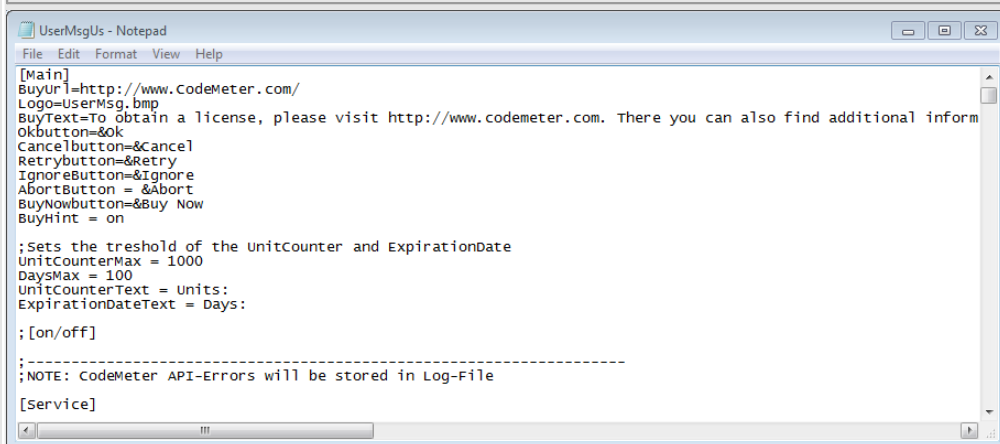 UserMsgUs - Notepad
File Edit Format View Help
[Main]
BuyUrl=http://www.CodeMeter.com/
Logo=UserMsg.bmp
BuyText=To obtain a license, please visit http://www.codemeter.com. There you can also find additional inform
Okbutton=&Ok
Cancelbutton=&Cancel
Retrybutton=&Retry
IgnoreButton=&Ignore
AbortButton = &Abort
BuyNowbutton=&Buy Now
BuyHint = on
;Sets the treshold of the UnitCounter and ExpirationDate
UnitCounterMax = 1000
DaysMax = 100
UnitCounterText = Units:
ExpirationDateText = Days:
;[on/off]
;--------------------------------------------------------------------
;NOTE: CodeMeter API-Errors will be stored in Log-File
[Service]